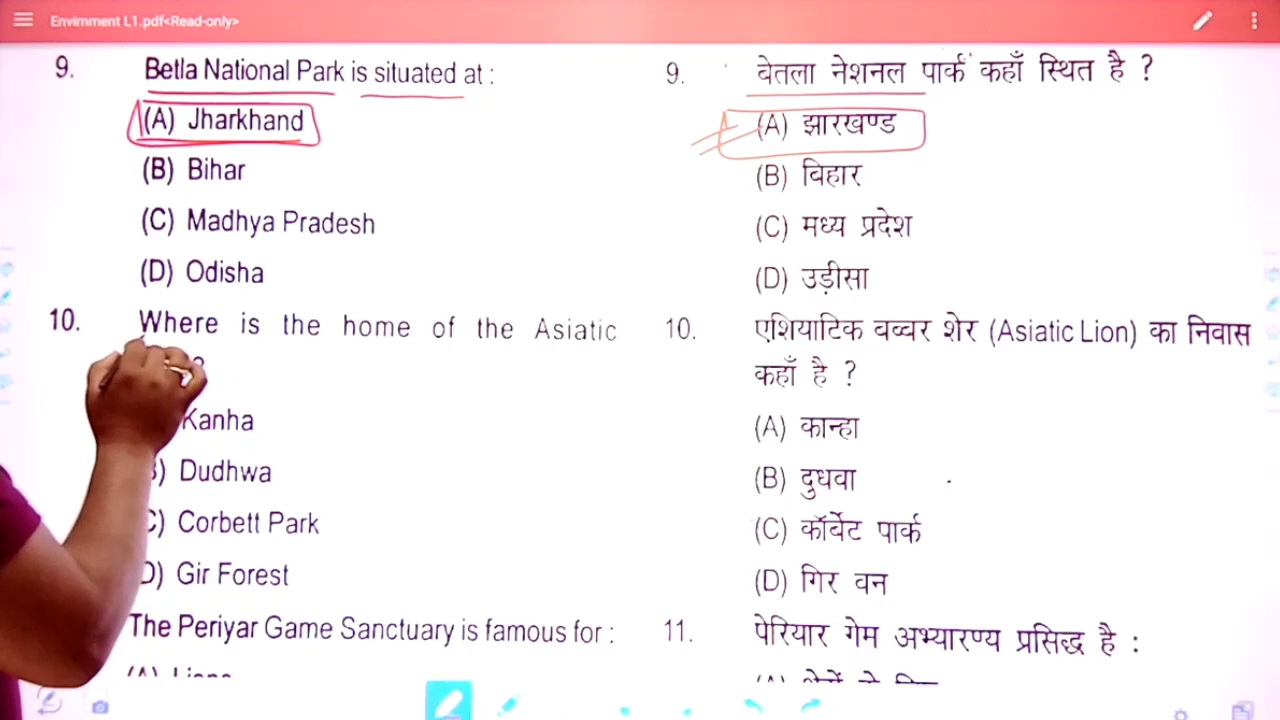 Envirnment L1.pdf<Read-only>
9. Betla National Park is situated at :
(A) Jharkhand
(B) Bihar
(C) Madhya Pradesh
(D) Odisha
10. Where is the home of the Asiatic
?
Kanha
) Dudhwa
C) Corbett Park
D) Gir Forest
The Periyar Game Sanctuary is famous for :
(A) Lions
9. बेतला नेशनल पार्क कहाँ स्थित है ?
(A) झारखण्ड
(B) बिहार
(C) मध्य प्रदेश
(D) उड़ीसा
10. एशियाटिक बब्बर शेर (Asiatic Lion) का निवास
कहाँ है ?
(A) कान्हा
(B) दुधवा
(C) कॉर्बेट पार्क
(D) गिर वन
11. पेरियार गेम अभ्यारण्य प्रसिद्ध है :